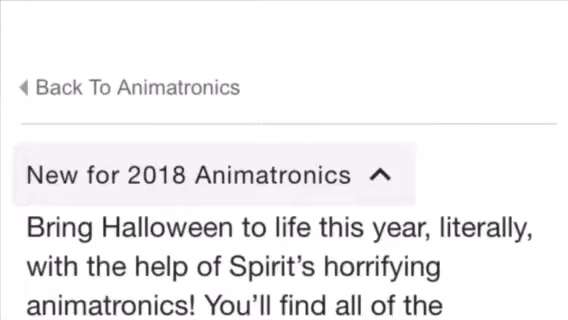 Back To Animatronics
New for 2018 Animatronics
Bring Halloween to life this year, literally,
with the help of Spirit’s horrifying
animatronics! You’ll find all of the